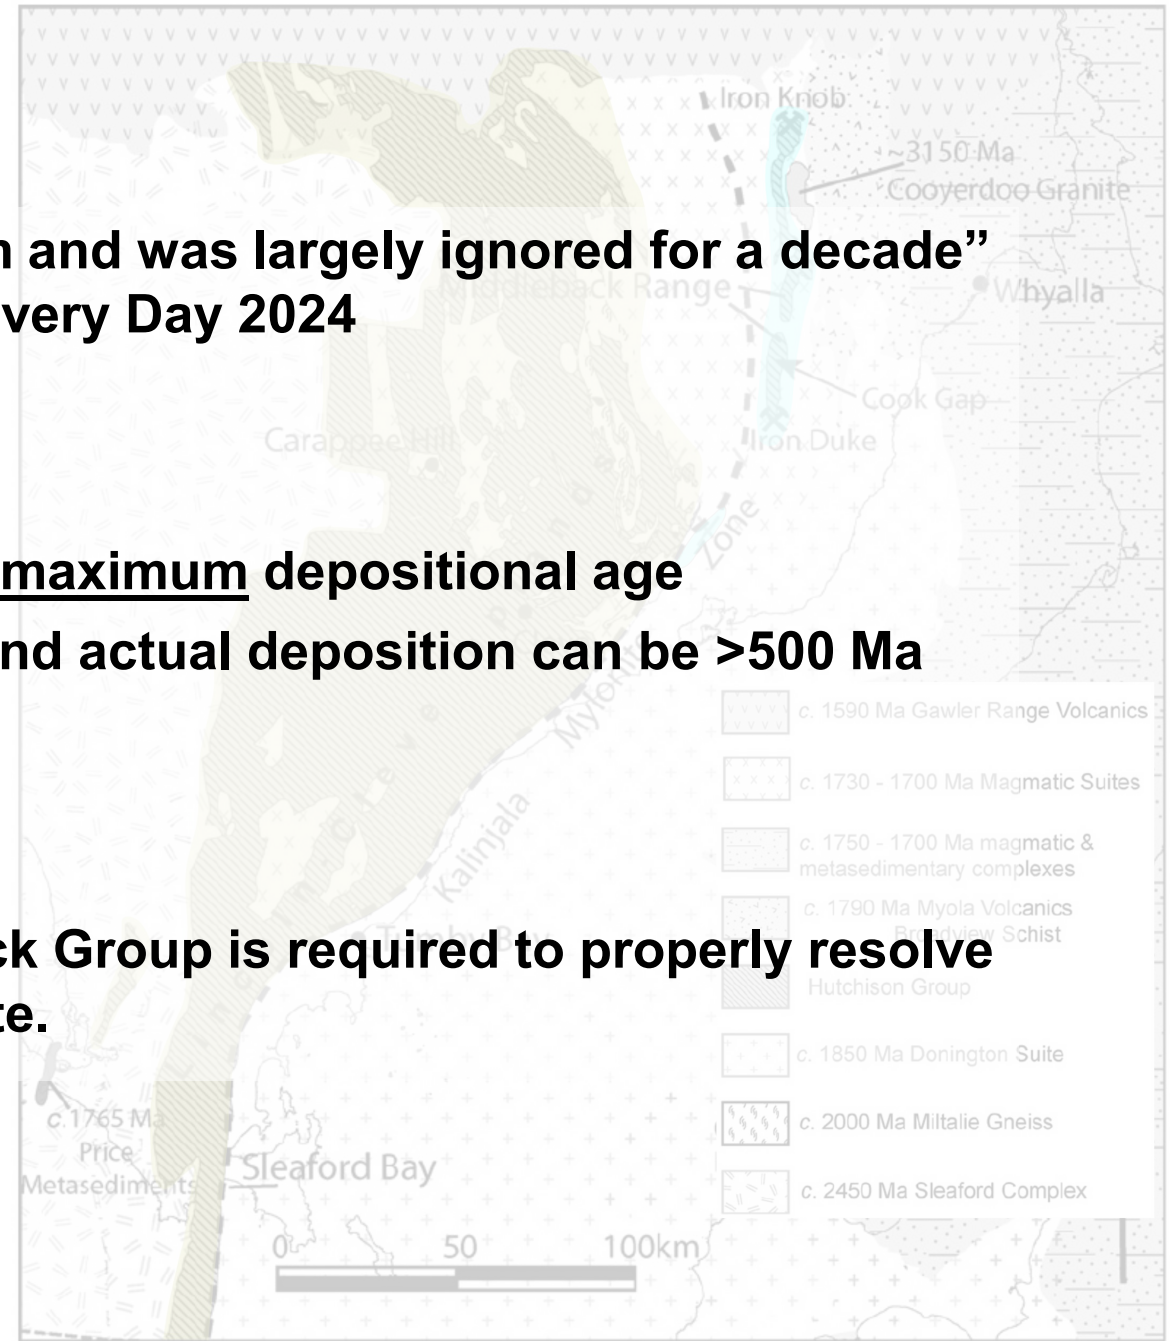 Iron Knob
~3150 Ma
Cooyerdoo Granite
n and was largely ignored for a decade”
Middleback Range
Whyalla
very Day 2024
Cook Gap
Carappee Hill
Iron Duke
maximum depositional age
Zone
nd actual deposition can be >500 Ma
Mylonite
c. 1590 Ma Gawler Range Volcanics
c. 1730 - 1700 Ma Magmatic Suites
Kalinjala
c. 1750 - 1700 Ma magmatic &
metasedimentary complexes
c. 1790 Ma Myola Volcanics
Broadview Schist
ck Group is required to properly resolve
Tumby Bay
Hutchison Group
te.
c. 1850 Ma Donington Suite
c. 1765 Ma
Price
Metasediments
c. 2000 Ma Miltalie Gneiss
Sleaford Bay
c. 2450 Ma Sleaford Complex
0 50 100km